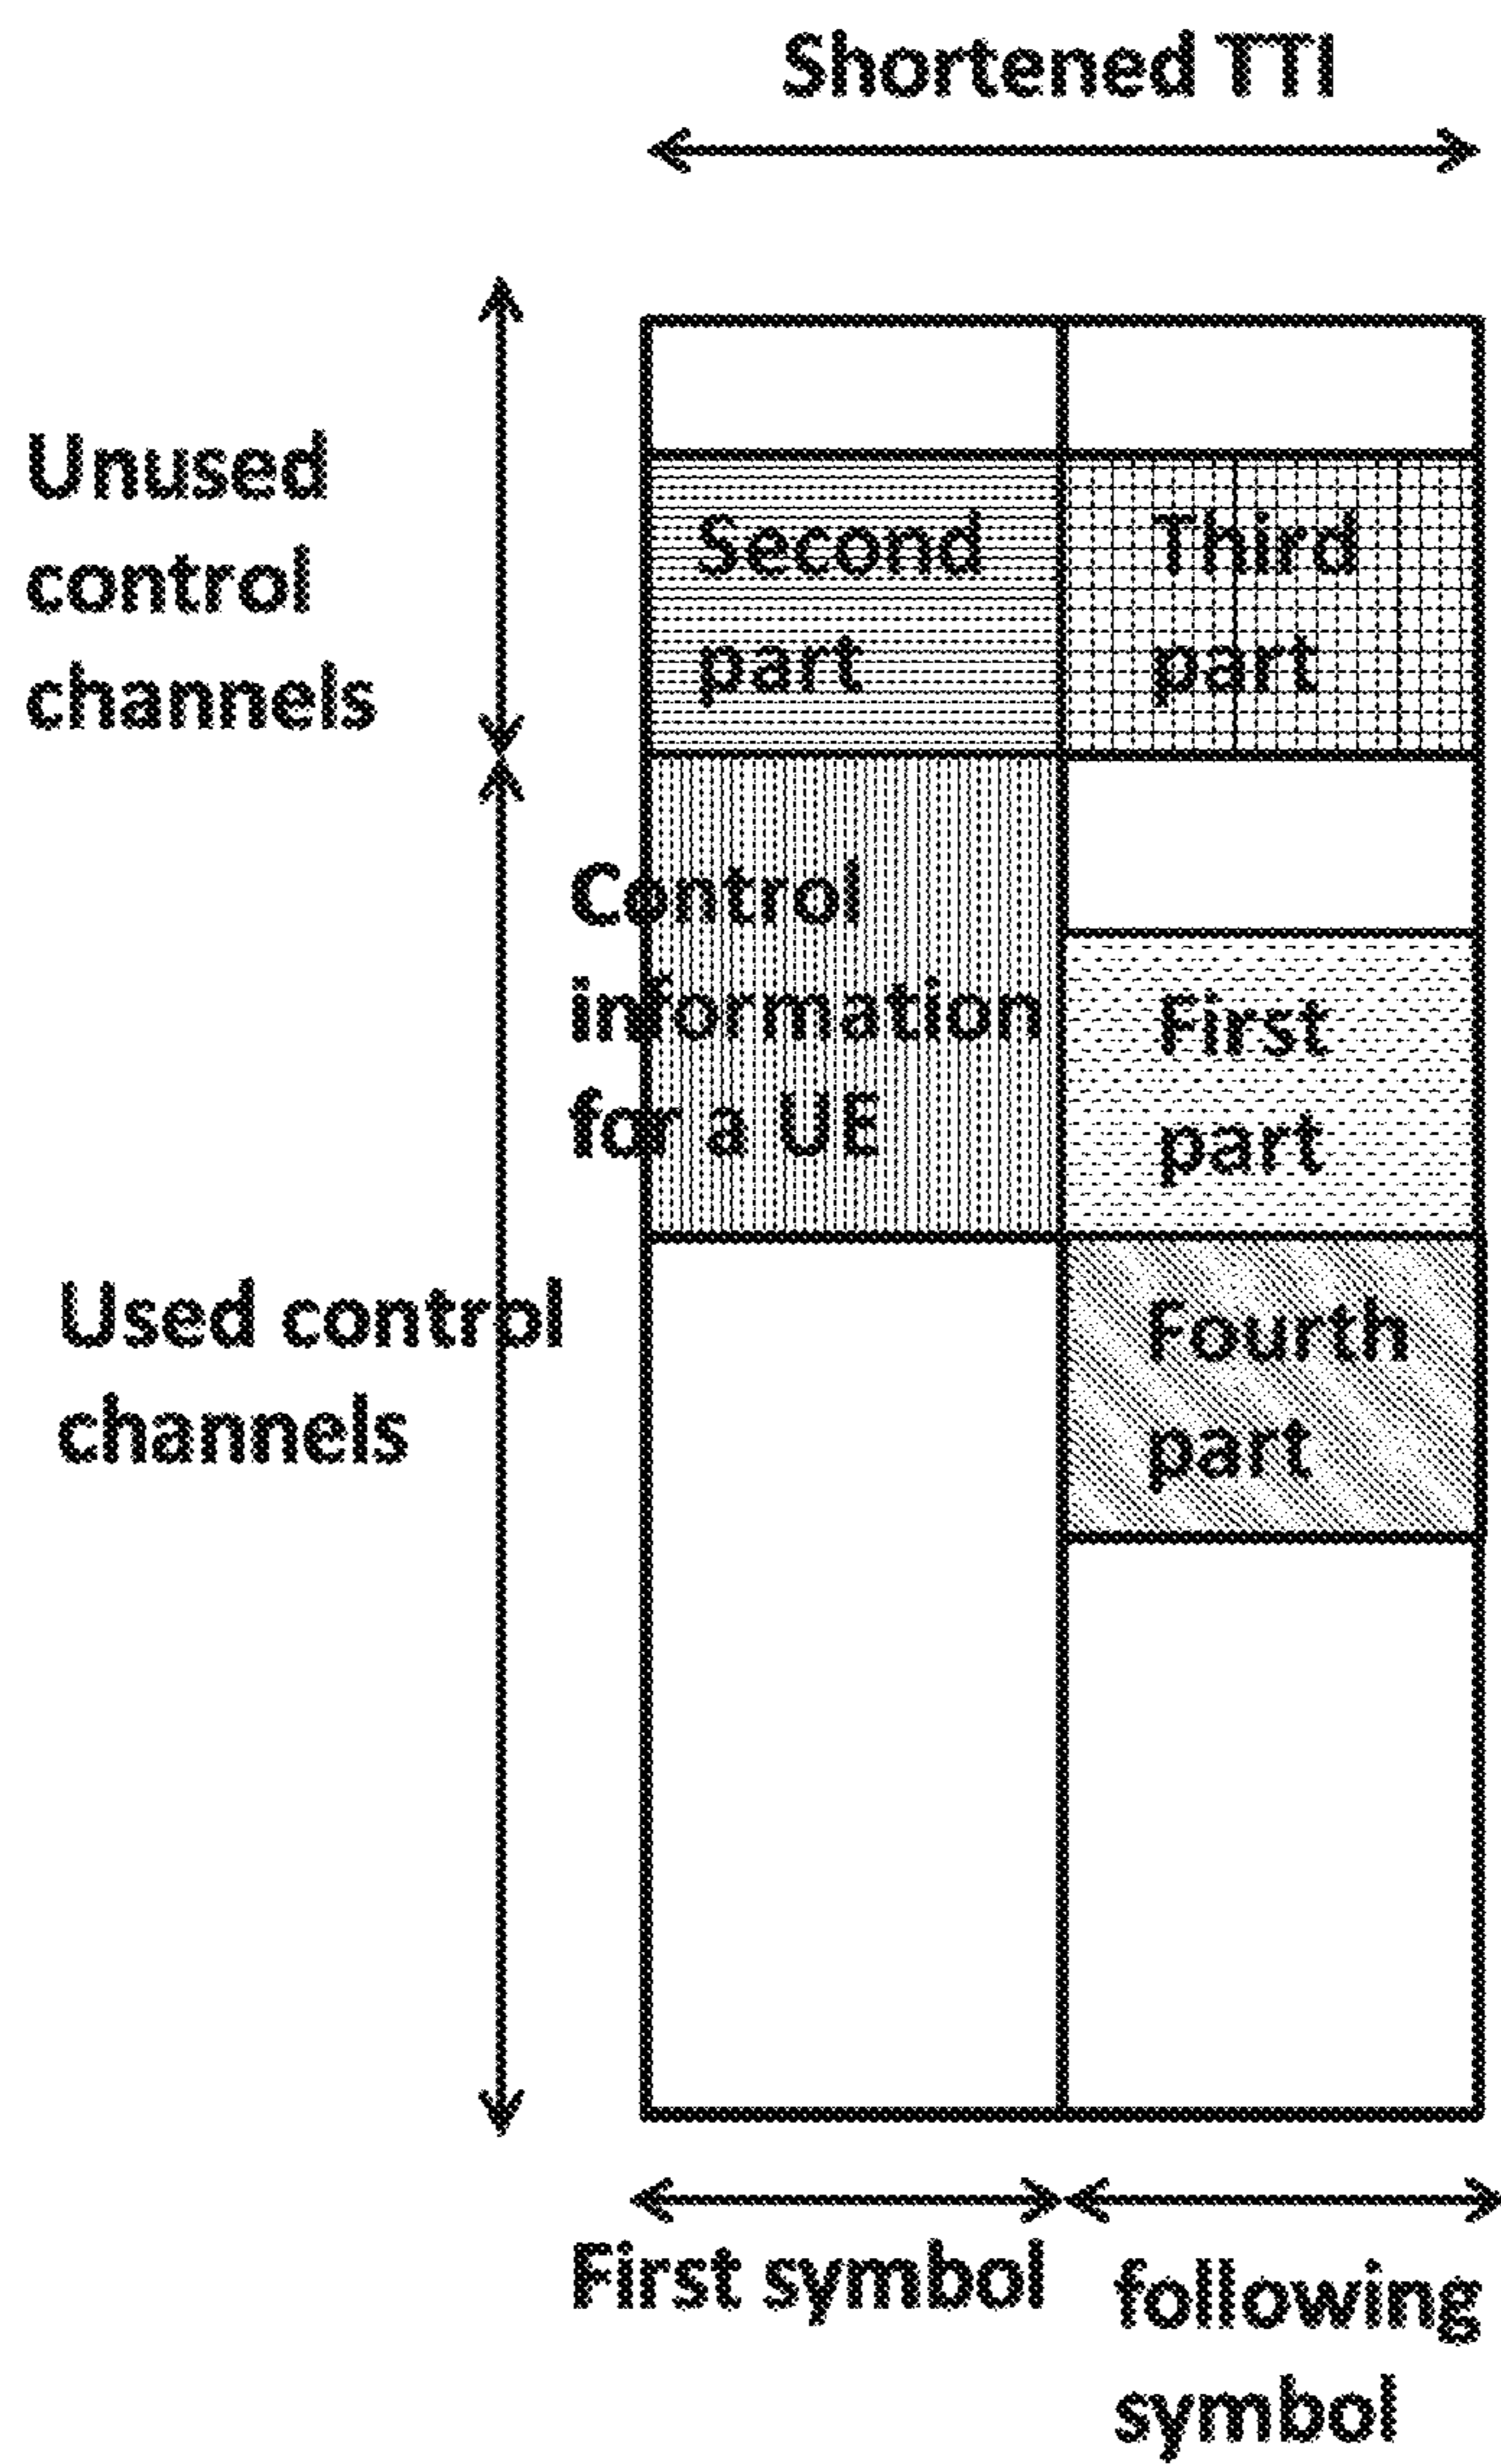 Shortened TTI
Unused
control
channels
Second
part
Third
part
Control
information
for a UE
First
part
Used control
channels
Fourth
part
First symbol
following
symbol